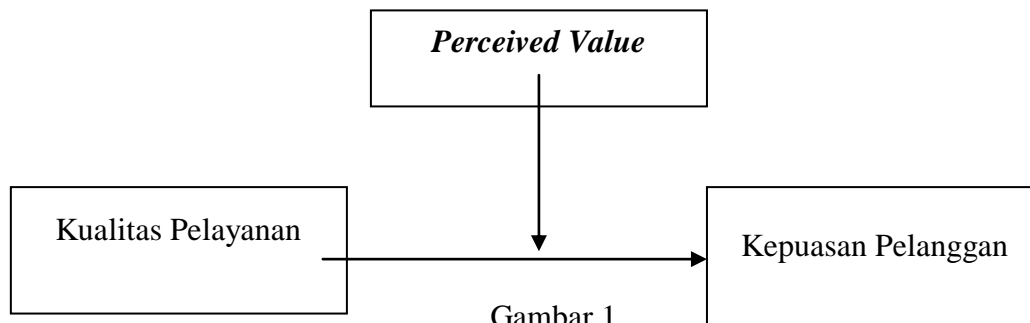 Perceived Value
Kualitas Pelayanan
Kepuasan Pelanggan
Gambar 1